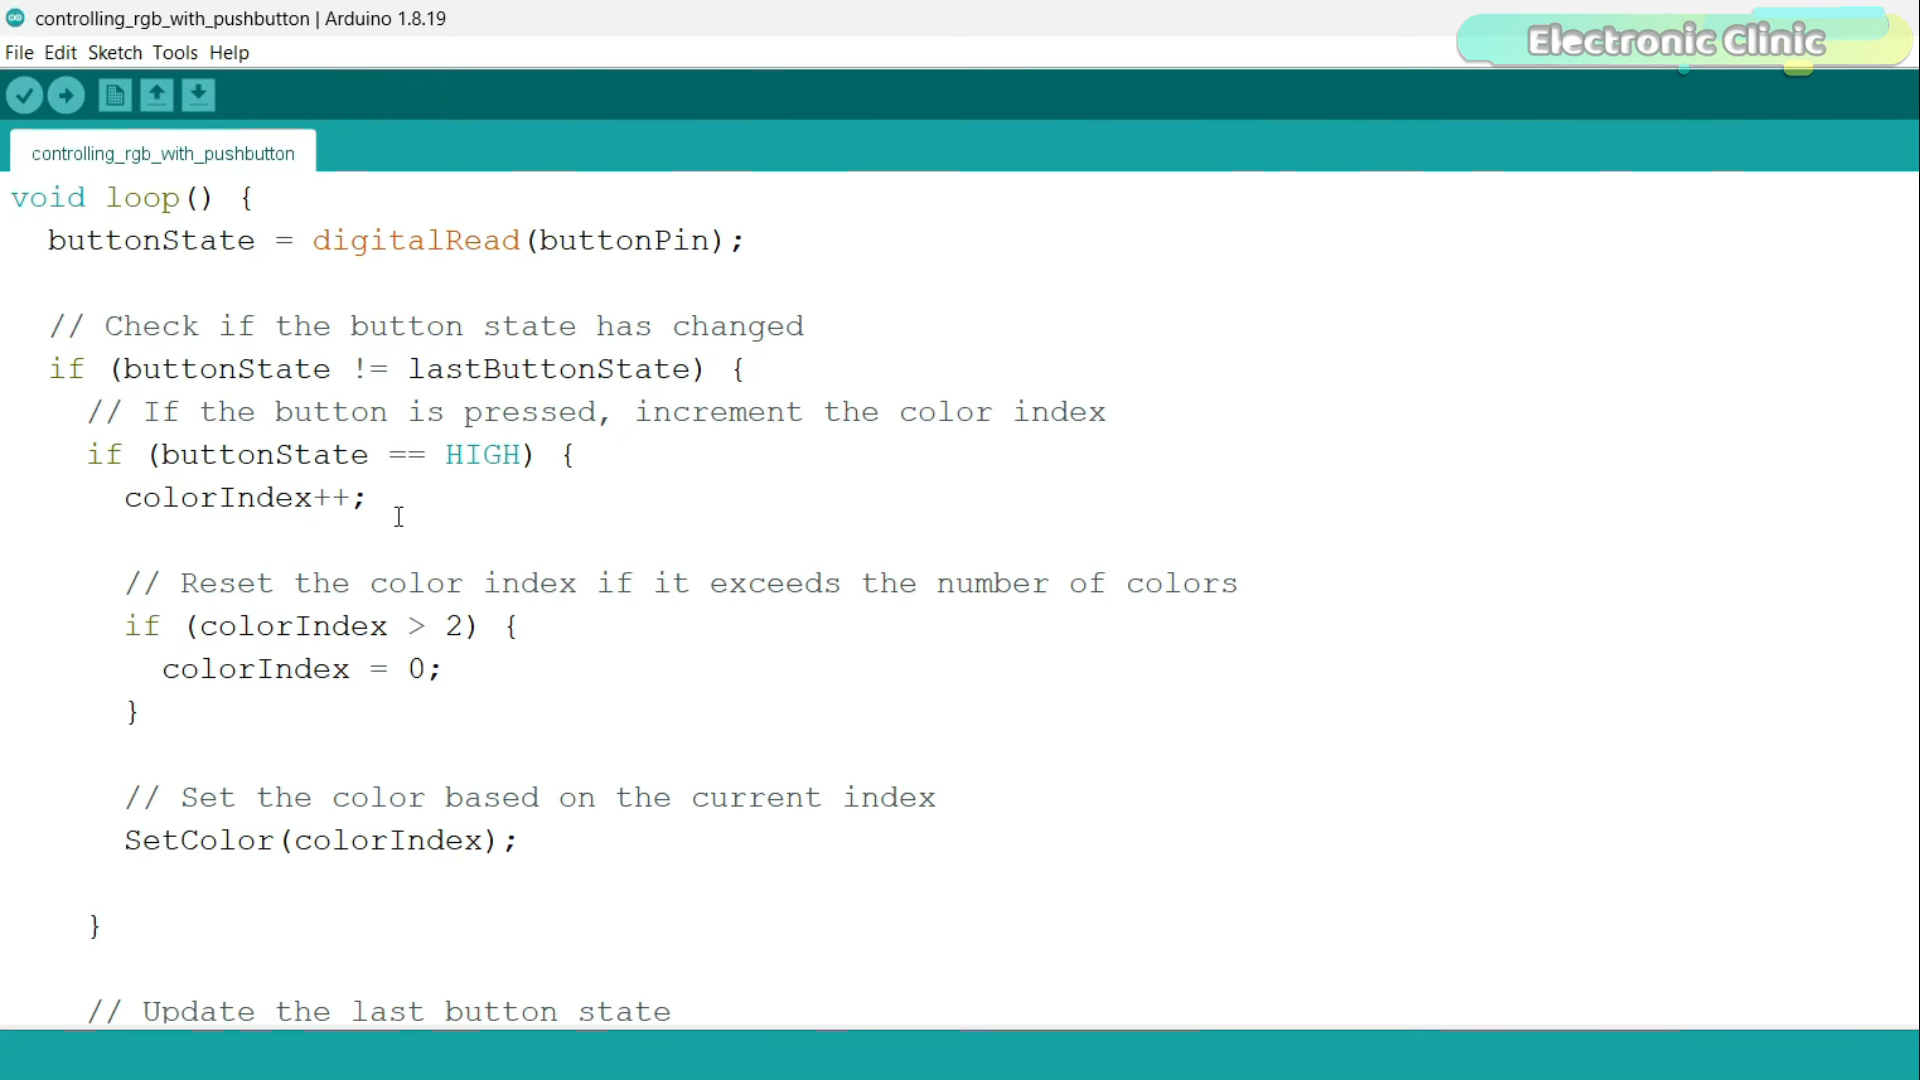 controlling_rgb_with_pushbutton | Arduino 1.8.19
Electronic Clinic
File Edit Sketch Tools Help
controlling_rgb_with_pushbutton
void loop() {
buttonState = digitalRead(buttonPin);
// Check if the button state has changed
if (buttonState != lastButtonState) {
// If the button is pressed, increment the color index
if (buttonState == HIGH) {
colorIndex++;
// Reset the color index if it exceeds the number of colors
if (colorIndex > 2) {
colorIndex = 0;
}
// Set the color based on the current index
SetColor(colorIndex);
}
// Update the last button state